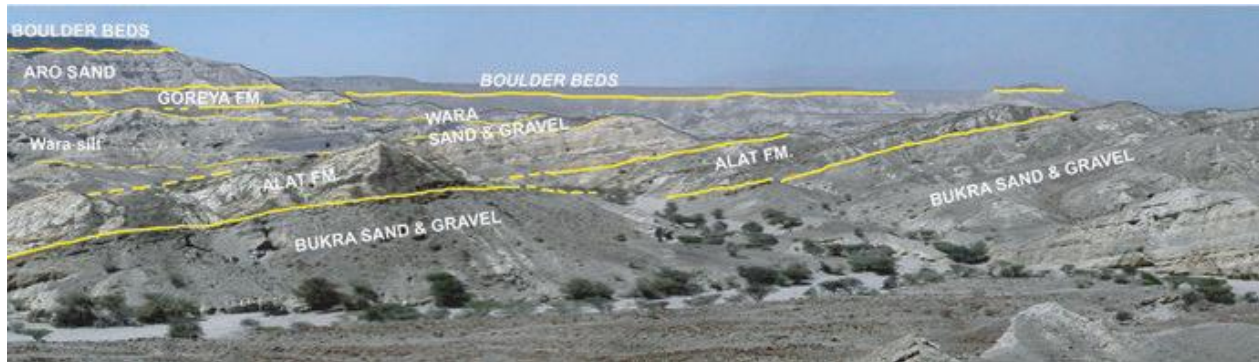 BOULDER BEDS
ARO SAND
BOULDER BEDS
GOREYA FM.
WARA
SAND & GRAVEL
Wara silt
ALAT FM.
ALAT FM.
BUKRA SAND & GRAVEL
BUKRA SAND & GRAVEL